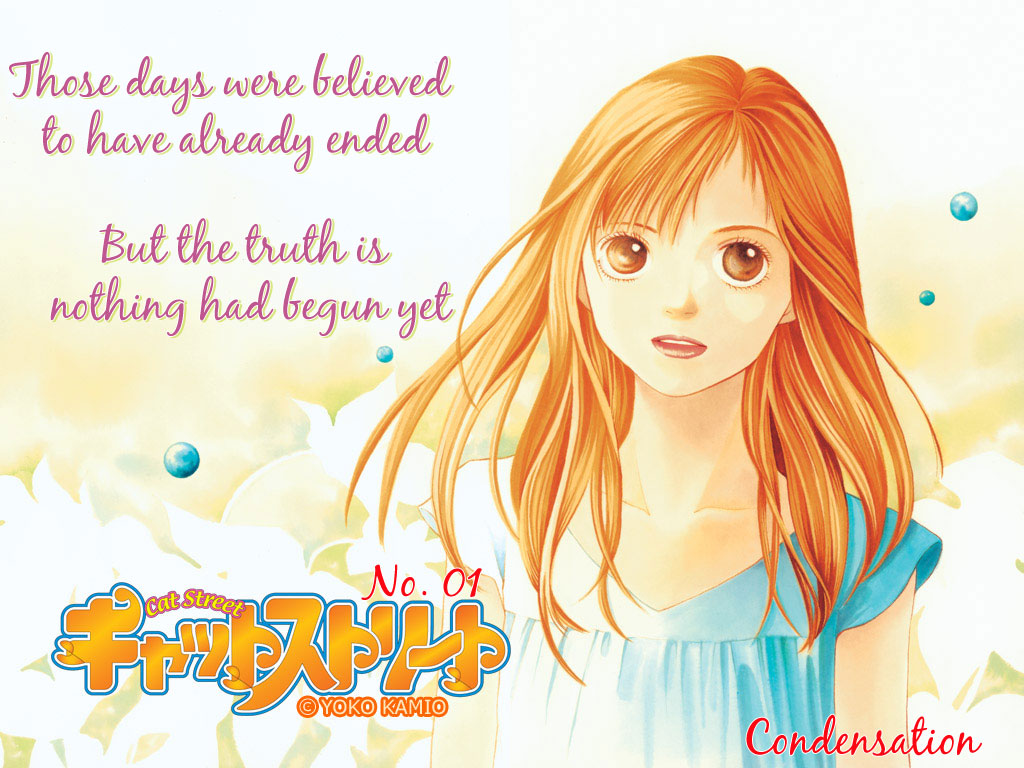 Those days were believed
to have already ended
But the truth is
nothing had begun yet
No. 01
Cat Street
キャットストリート
© YOKO KAMIO
Condensation